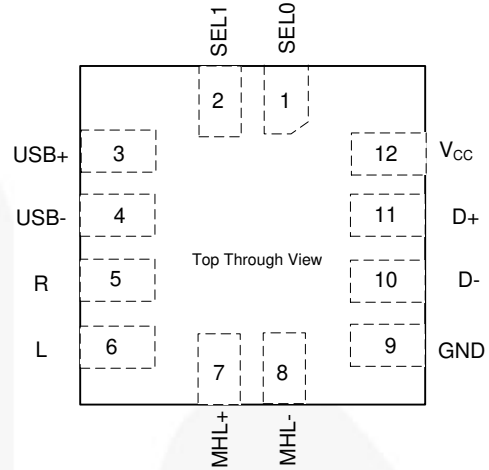 SEL1
SEL0
2
1
USB+
3
12
VCC
USB-
4
11
D+
Top Through View
R
5
10
D-
L
6
9
GND
7
8
MHL+
MHL-